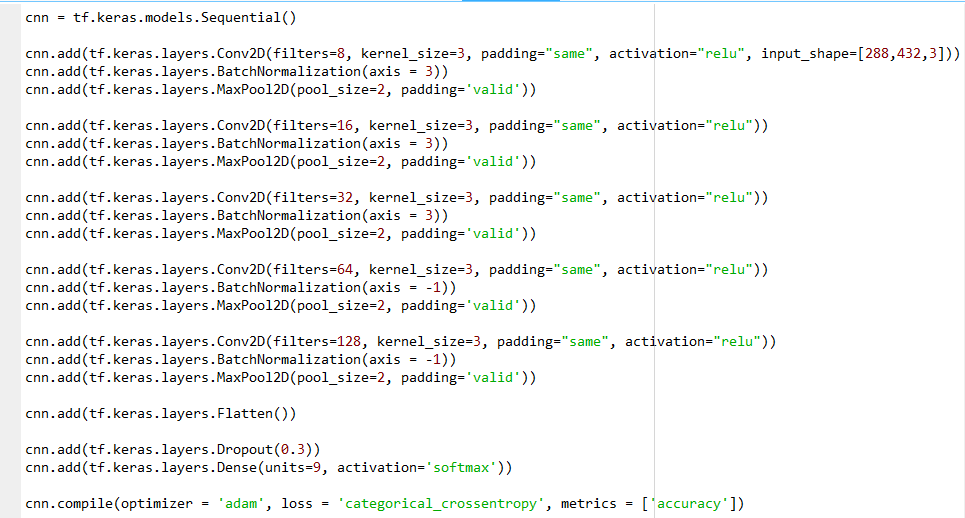 cnn = tf.keras.models.Sequential()
cnn.add(tf.keras.layers.Conv2D(filters=8, kernel_size=3, padding="same", activation="relu", input_shape=[288,432,3]))
cnn.add(tf.keras.layers.BatchNormalization(axis = 3))
cnn.add(tf.keras.layers.MaxPool2D(pool_size=2, padding='valid'))
cnn.add(tf.keras.layers.Conv2D(filters=16, kernel_size=3, padding="same", activation="relu"))
cnn.add(tf.keras.layers.BatchNormalization(axis = 3))
cnn.add(tf.keras.layers.MaxPool2D(pool_size=2, padding='valid'))
cnn.add(tf.keras.layers.Conv2D(filters=32, kernel_size=3, padding="same", activation="relu"))
cnn.add(tf.keras.layers.BatchNormalization(axis = 3))
cnn.add(tf.keras.layers.MaxPool2D(pool_size=2, padding='valid'))
cnn.add(tf.keras.layers.Conv2D(filters=64, kernel_size=3, padding="same", activation="relu"))
cnn.add(tf.keras.layers.BatchNormalization(axis = -1))
cnn.add(tf.keras.layers.MaxPool2D(pool_size=2, padding='valid'))
cnn.add(tf.keras.layers.Conv2D(filters=128, kernel_size=3, padding="same", activation="relu"))
cnn.add(tf.keras.layers.BatchNormalization(axis = -1))
cnn.add(tf.keras.layers.MaxPool2D(pool_size=2, padding='valid'))
cnn.add(tf.keras.layers.Flatten())
cnn.add(tf.keras.layers.Dropout(0.3))
cnn.add(tf.keras.layers.Dense(units=9, activation='softmax'))
cnn.compile(optimizer = 'adam', loss = 'categorical_crossentropy', metrics = ['accuracy'])